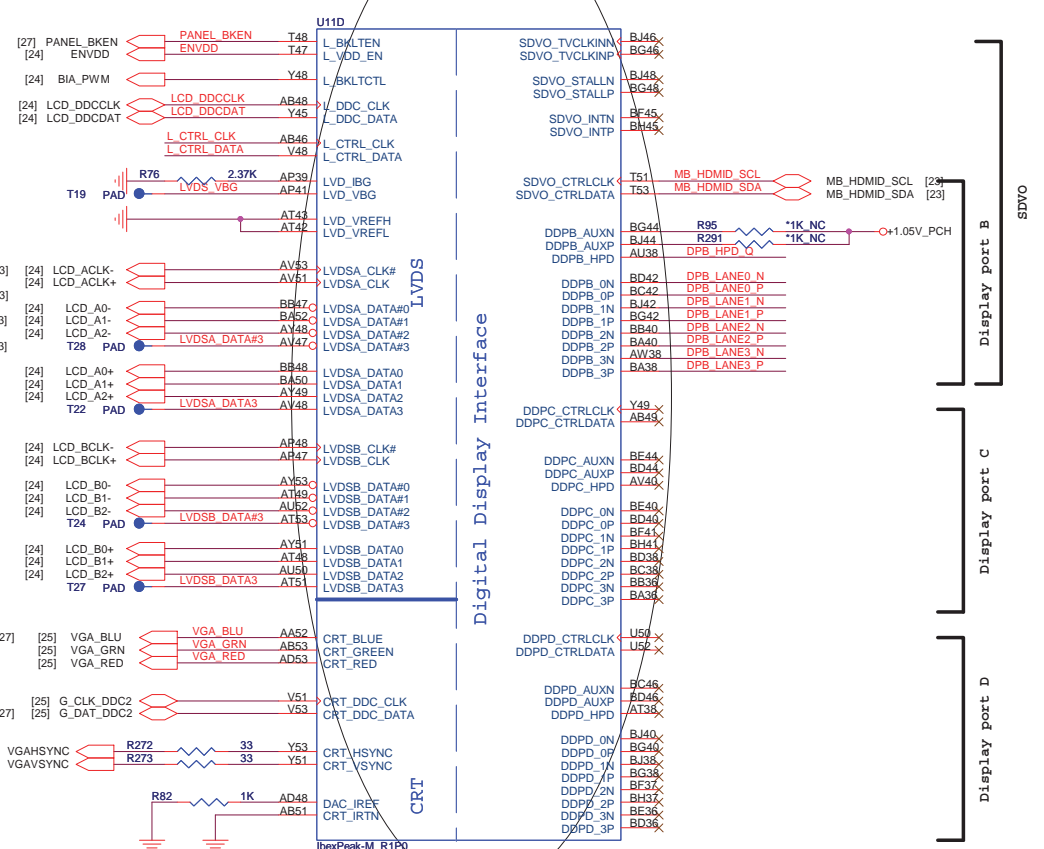 U11D
[27] PANEL_BKEN PANEL_BKEN T48 L_BKLTEN
[24] ENVDD ENVDD T47 L_VDD_EN
[24] BIA_PWM Y48 L_BKLTCTL
[24] LCD_DDCCLK LCD_DDCCLK AB48 L_DDC_CLK
[24] LCD_DDCDAT LCD_DDCDAT Y45 L_DDC_DATA
L_CTRL_CLK AB46 L_CTRL_CLK
L_CTRL_DATA V48 L_CTRL_DATA
R76 2.37K AP39 LVD_IBG
T19 PAD LVDS_VBG AP41 LVD_VBG
AT43 LVD_VREFH
AT42 LVD_VREFL
3] [24] LCD_ACLK- AV53 LVDSA_CLK#
[24] LCD_ACLK+ AV51 LVDSA_CLK
3]
[24] LCD_A0- BB47 LVDSA_DATA#0
3] [24] LCD_A1- BA52 LVDSA_DATA#1
[24] LCD_A2- AY48 LVDSA_DATA#2
3] T28 PAD LVDSA_DATA#3 AV47 LVDSA_DATA#3
[24] LCD_A0+ BB48 LVDSA_DATA0
[24] LCD_A1+ BA50 LVDSA_DATA1
[24] LCD_A2+ AY49 LVDSA_DATA2
T22 PAD LVDSA_DATA3 AV48 LVDSA_DATA3
[24] LCD_BCLK- AP48 LVDSB_CLK#
[24] LCD_BCLK+ AP47 LVDSB_CLK
[24] LCD_B0- AY53 LVDSB_DATA#0
[24] LCD_B1- AT49 LVDSB_DATA#1
[24] LCD_B2- AU52 LVDSB_DATA#2
T24 PAD LVDSB_DATA#3 AT53 LVDSB_DATA#3
[24] LCD_B0+ AY51 LVDSB_DATA0
[24] LCD_B1+ AT48 LVDSB_DATA1
[24] LCD_B2+ AU50 LVDSB_DATA2
T27 PAD LVDSB_DATA3 AT51 LVDSB_DATA3
27] [25] VGA_BLU VGA_BLU AA52 CRT_BLUE
[25] VGA_GRN VGA_GRN AB53 CRT_GREEN
[25] VGA_RED VGA_RED AD53 CRT_RED
[25] G_CLK_DDC2 V51 CRT_DDC_CLK
27] [25] G_DAT_DDC2 V53 CRT_DDC_DATA
VGAHSYNC R272 33 Y53 CRT_HSYNC
VGAVSYNC R273 33 Y51 CRT_VSYNC
R82 1K AD48 DAC_IREF
AB51 CRT_IRTN
LVDS
CRT
Digital Display Interface
IbexPeak-M_R1P0
SDVO_TVCLKINN BJ46
SDVO_TVCLKINP BG46
SDVO_STALLN BJ48
SDVO_STALLP BG48
SDVO_INTN BF45
SDVO_INTP BH45
SDVO_CTRLCLK T51 MB_HDMID_SCL MB_HDMID_SCL [23]
SDVO_CTRLDATA T53 MB_HDMID_SDA MB_HDMID_SDA [23]
DDPB_AUXN BG44 R95 *1K_NC +1.05V_PCH
DDPB_AUXP BJ44 R291 *1K_NC
DDPB_HPD AU38 DPB_HPD_Q
DDPB_0N BD42 DPB_LANE0_N
DDPB_0P BC42 DPB_LANE0_P
DDPB_1N BJ42 DPB_LANE1_N
DDPB_1P BG42 DPB_LANE1_P
DDPB_2N BB40 DPB_LANE2_N
DDPB_2P BA40 DPB_LANE2_P
DDPB_3N AW38 DPB_LANE3_N
DDPB_3P BA38 DPB_LANE3_P
DDPC_CTRLCLK Y49
DDPC_CTRLDATA AB49
DDPC_AUXN BE44
DDPC_AUXP BD44
DDPC_HPD AV40
DDPC_0N BE40
DDPC_0P BD40
DDPC_1N BF41
DDPC_1P BH41
DDPC_2N BD38
DDPC_2P BC38
DDPC_3N BB36
DDPC_3P BA36
DDPD_CTRLCLK U50
DDPD_CTRLDATA U52
DDPD_AUXN BC46
DDPD_AUXP BD46
DDPD_HPD AT38
DDPD_0N BJ40
DDPD_0P BG40
DDPD_1N BJ38
DDPD_1P BG38
DDPD_2N BF37
DDPD_2P BH37
DDPD_3N BE36
DDPD_3P BD36
Display port B
SDVO
Display port C
Display port D